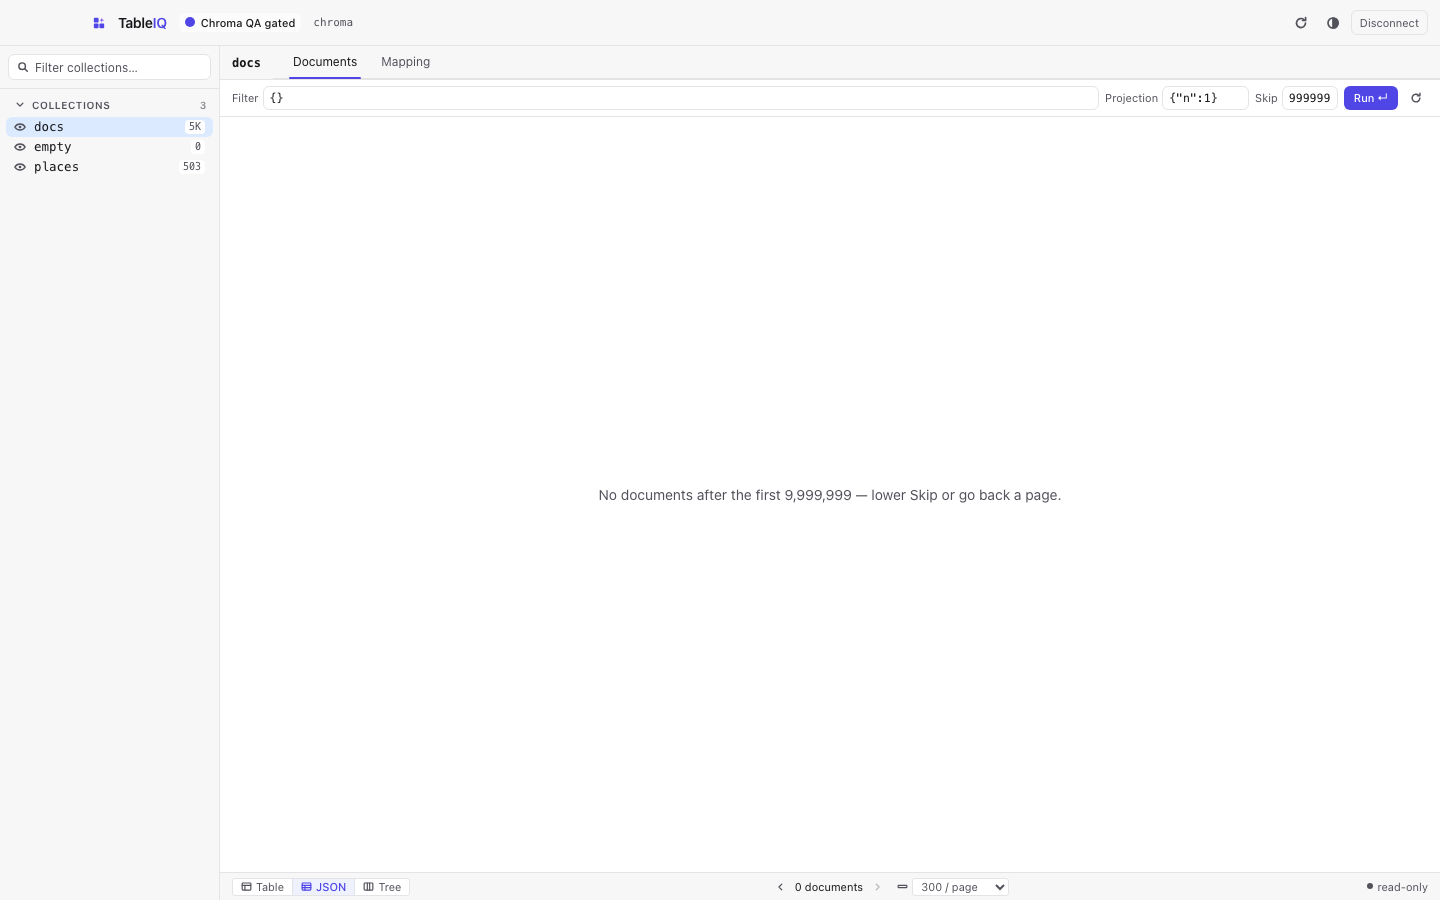 TableIQ Chroma QA gated chroma Disconnect
Filter collections...
COLLECTIONS 3
docs 5K
empty 0
places 503
docs Documents Mapping
Filter {} Projection {"n":1} Skip 999999 Run ↵
No documents after the first 9,999,999 — lower Skip or go back a page.
Table JSON Tree 0 documents 300 / page read-only